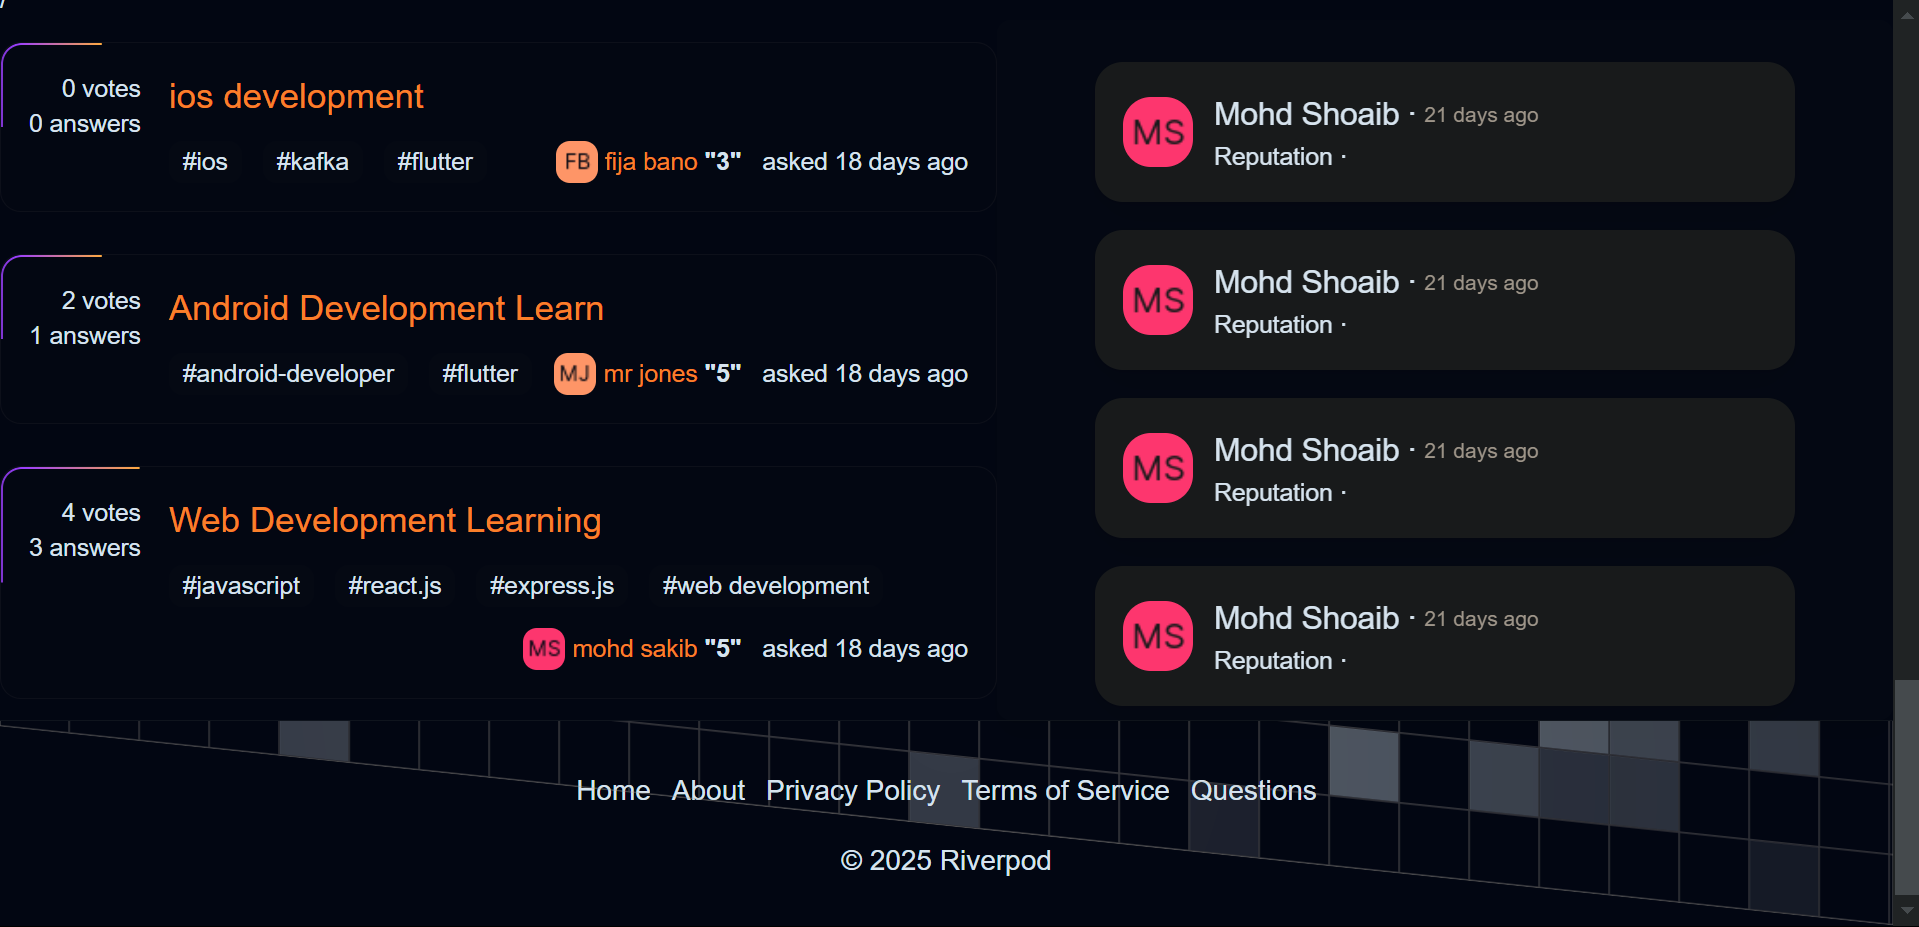 0 votes
0 answers
ios development
#ios #kafka #flutter
FB fija bano "3" asked 18 days ago
2 votes
1 answers
Android Development Learn
#android-developer #flutter
MJ mr jones "5" asked 18 days ago
4 votes
3 answers
Web Development Learning
#javascript #react.js #express.js #web development
MS mohd sakib "5" asked 18 days ago
MS
Mohd Shoaib · 21 days ago
Reputation ·
MS
Mohd Shoaib · 21 days ago
Reputation ·
MS
Mohd Shoaib · 21 days ago
Reputation ·
MS
Mohd Shoaib · 21 days ago
Reputation ·
Home About Privacy Policy Terms of Service Questions
© 2025 Riverpod